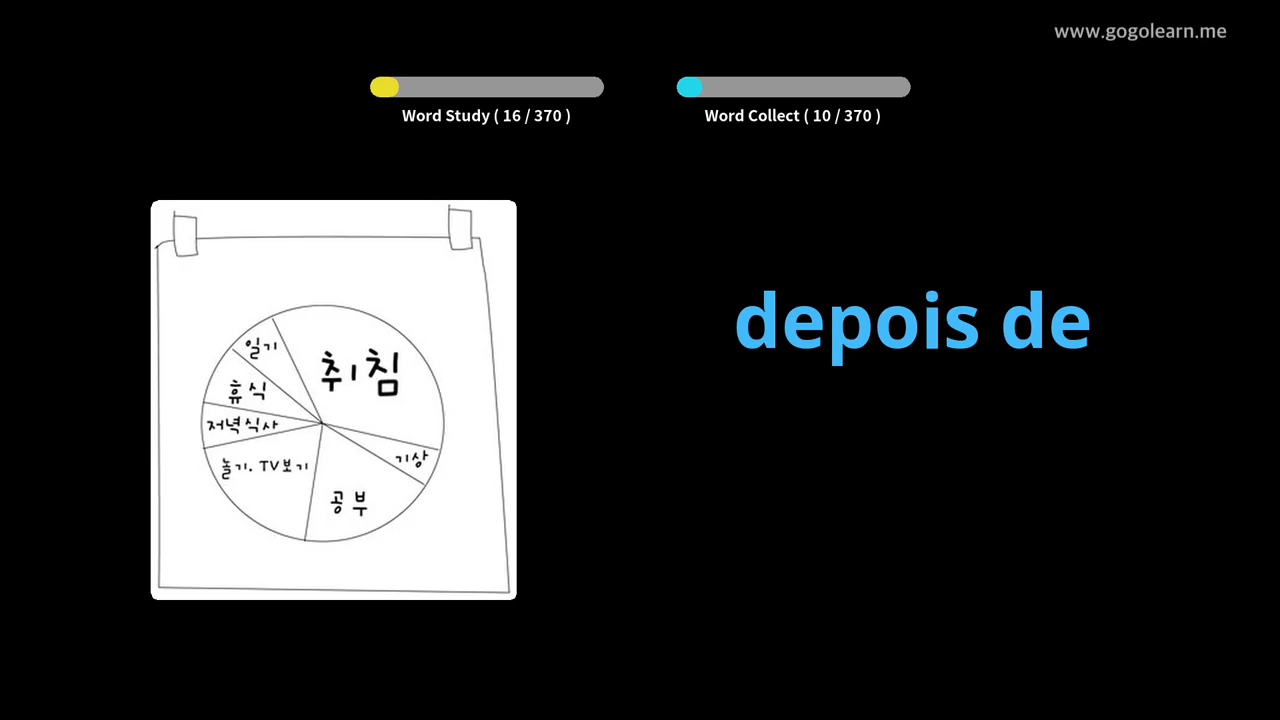 www.gogolearn.me
Word Study ( 16 / 370 )
Word Collect ( 10 / 370 )
depois de
일기
취침
휴식
저녁식사
놀기. TV보기
기상
공부